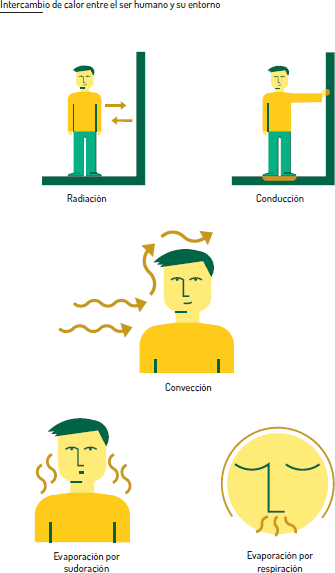 Intercambio de calor entre el ser humano y su entorno
Radiación
Conducción
Convección
Evaporación por
sudoración
Evaporación por
respiración